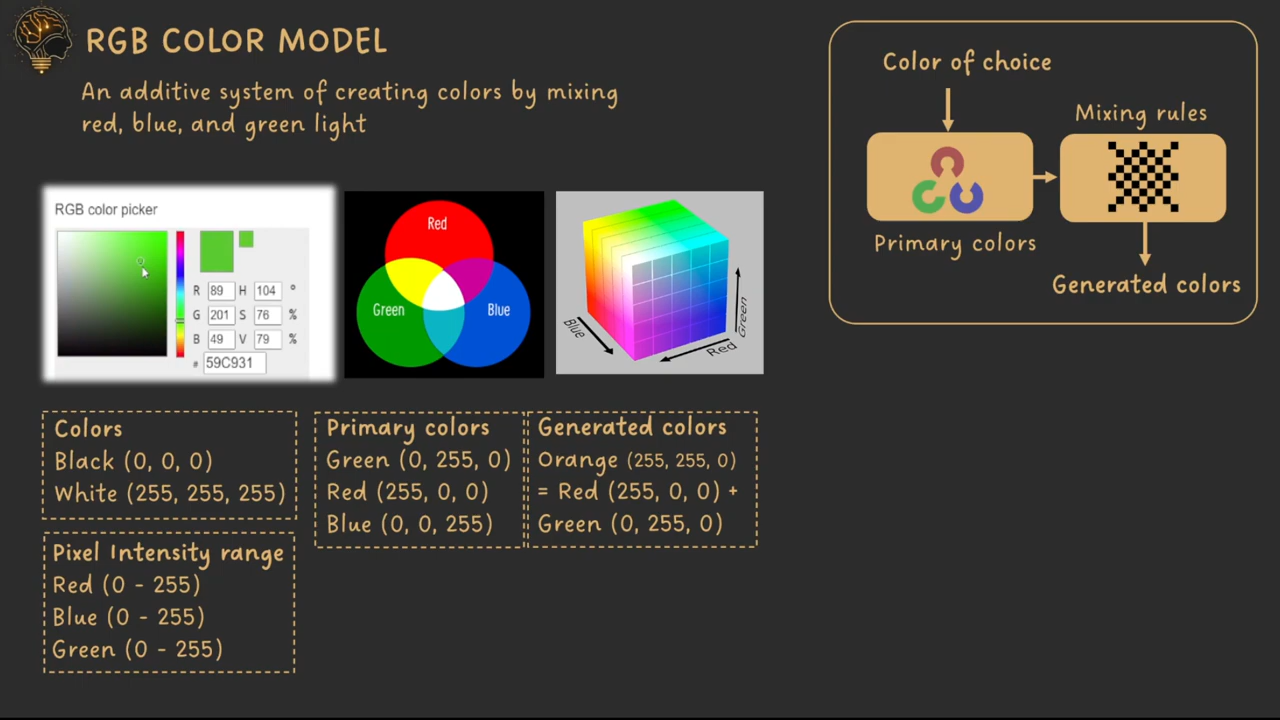 RGB COLOR MODEL
An additive system of creating colors by mixing
red, blue, and green light
RGB color picker
R 89 H 104 °
G 201 S 76 %
B 49 V 79 %
# 59C931
Red
Green
Blue
Blue
Red
Green
Color of choice
Mixing rules
Primary colors
Generated colors
Colors
Black (0, 0, 0)
White (255, 255, 255)
Pixel Intensity range
Red (0 - 255)
Blue (0 - 255)
Green (0 - 255)
Primary colors
Green (0, 255, 0)
Red (255, 0, 0)
Blue (0, 0, 255)
Generated colors
Orange (255, 255, 0)
= Red (255, 0, 0) +
Green (0, 255, 0)